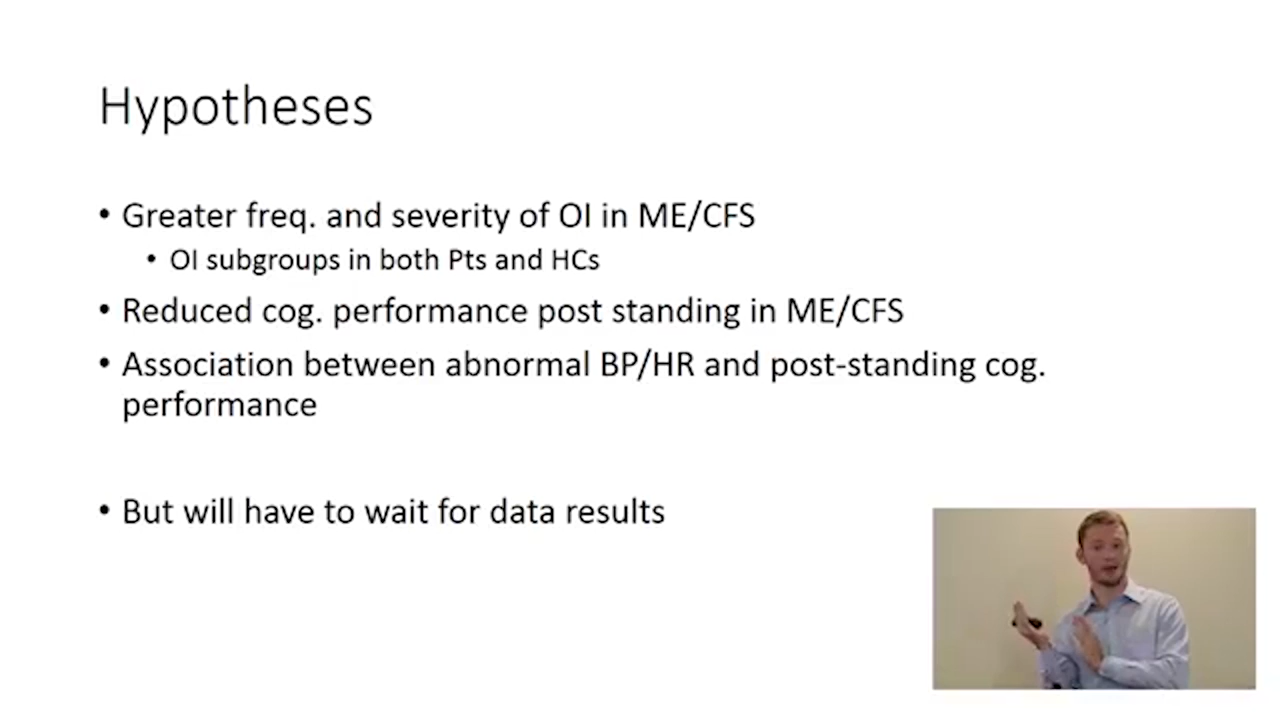 Hypotheses
• Greater freq. and severity of OI in ME/CFS
• OI subgroups in both Pts and HCs
• Reduced cog. performance post standing in ME/CFS
• Association between abnormal BP/HR and post-standing cog.
performance
• But will have to wait for data results